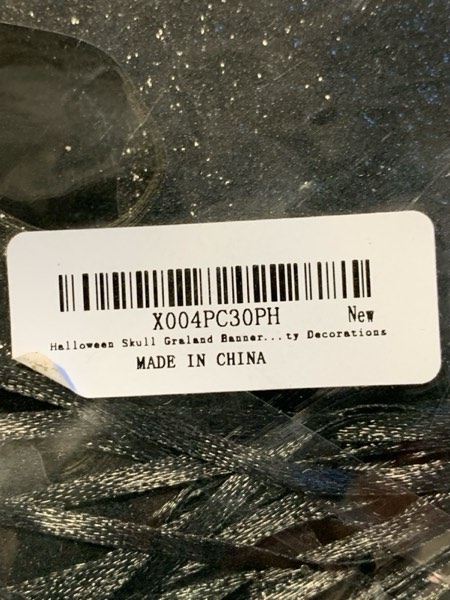 X004PC30PH New
Halloween Skull Graland Banner...ty Decorations
MADE IN CHINA